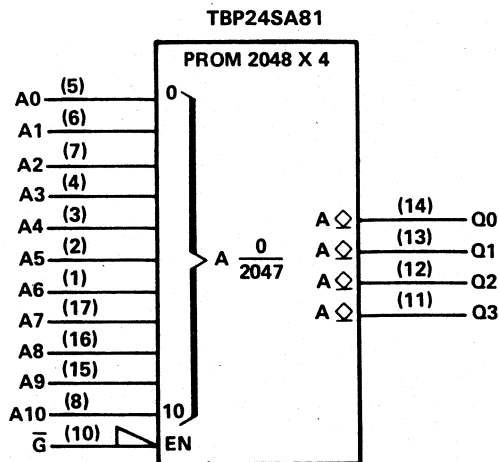 TBP24SA81
PROM 2048 X 4
A0 (5) 0
A1 (6)
A2 (7)
A3 (4)
A4 (3)
A5 (2)
A6 (1)
A7 (17)
A8 (16)
A9 (15)
A10 (8) 10
G̅ (10) EN
A 0/2047
A (14) Q0
A (13) Q1
A (12) Q2
A (11) Q3